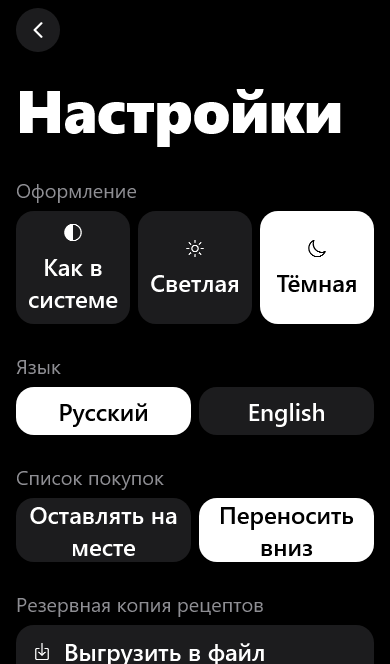 Настройки
Оформление
Как в
системе
Светлая
Тёмная
Язык
Русский
English
Список покупок
Оставлять на
месте
Переносить
вниз
Резервная копия рецептов
Выгрузить в файл